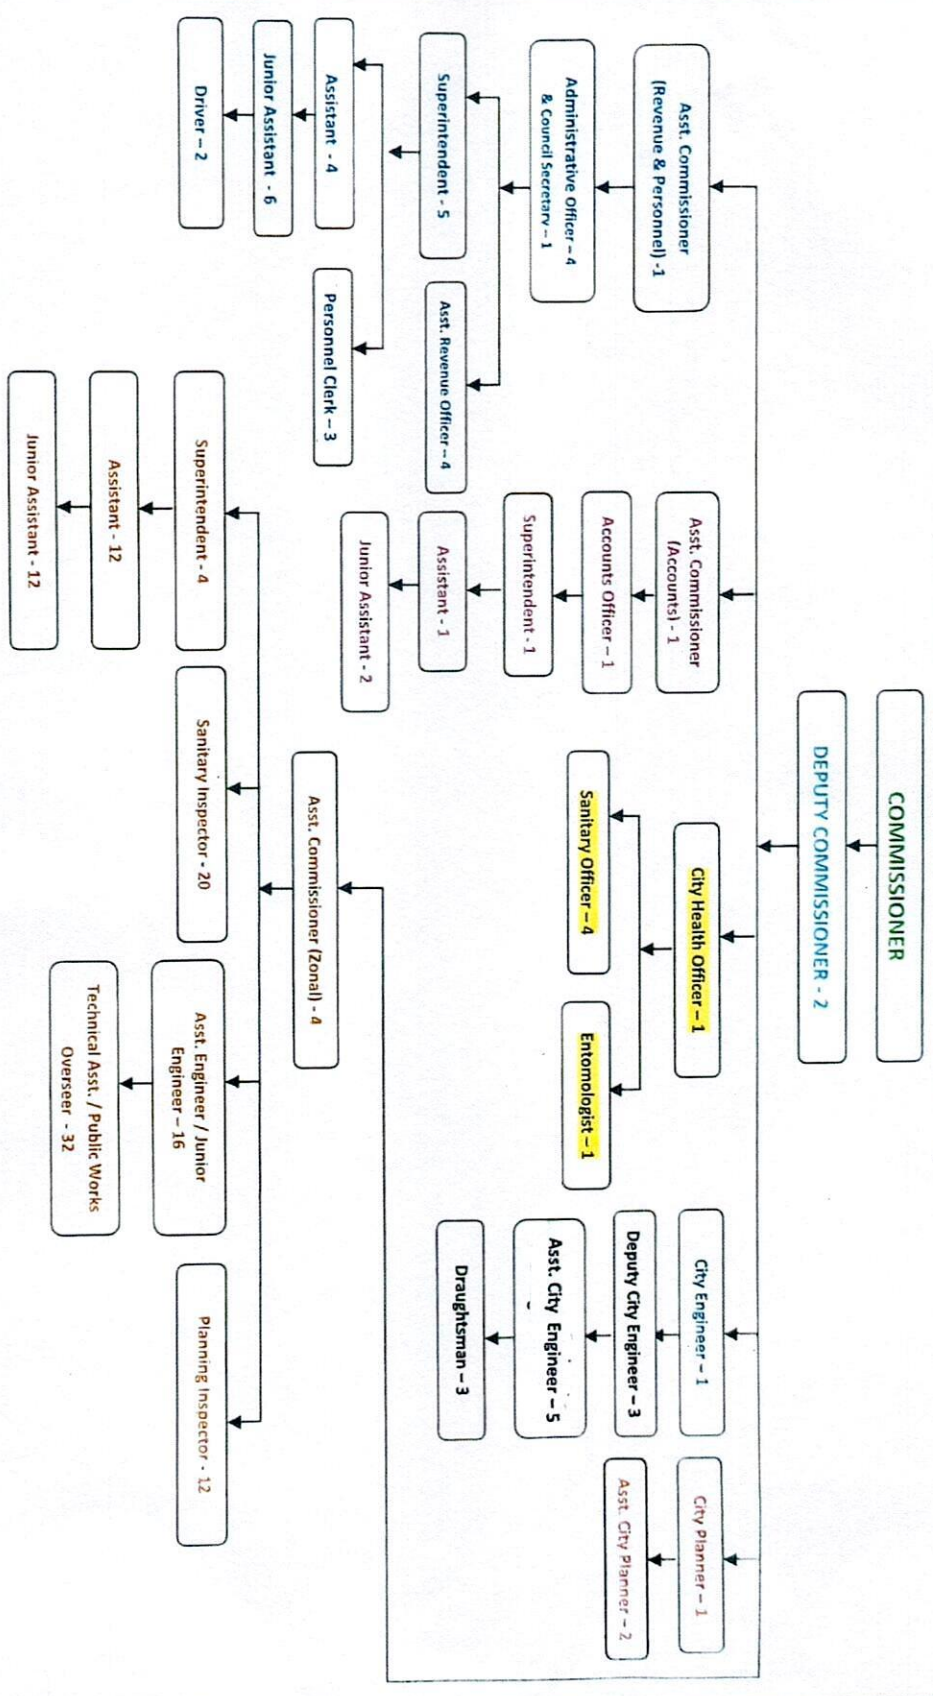 COMMISSIONER
DEPUTY COMMISSIONER - 2
Asst. Commissioner
(Revenue & Personnel) -1
Administrative Officer – 4
& Council Secretary – 1
Superintendent - 5
Asst. Revenue Officer – 4
Assistant - 4
Junior Assistant - 6
Driver – 2
Personnel Clerk – 3
Asst. Commissioner
(Accounts) - 1
Accounts Officer – 1
Superintendent - 1
Assistant - 1
Junior Assistant - 2
City Health Officer – 1
Sanitary Officer – 4
Entomologist – 1
City Engineer – 1
Deputy City Engineer – 3
Asst. City Engineer – 5
Draughtsman – 3
City Planner – 1
Asst. City Planner – 2
Asst. Commissioner (Zonal) - 4
Superintendent - 4
Assistant - 12
Junior Assistant - 12
Sanitary Inspector - 20
Asst. Engineer / Junior
Engineer – 16
Technical Asst. / Public Works
Overseer - 32
Planning Inspector - 12